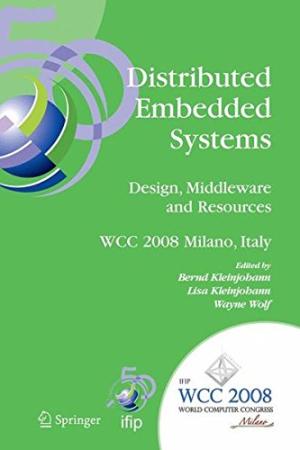 Distributed
Embedded
Systems
Design, Middleware
and Resources
WCC 2008 Milano, Italy
Edited by
Bernd Kleinjohann
Lisa Kleinjohann
Wayne Wolf
Springer
50
ifip
IFIP
WCC 2008
WORLD COMPUTER CONGRESS
Milano